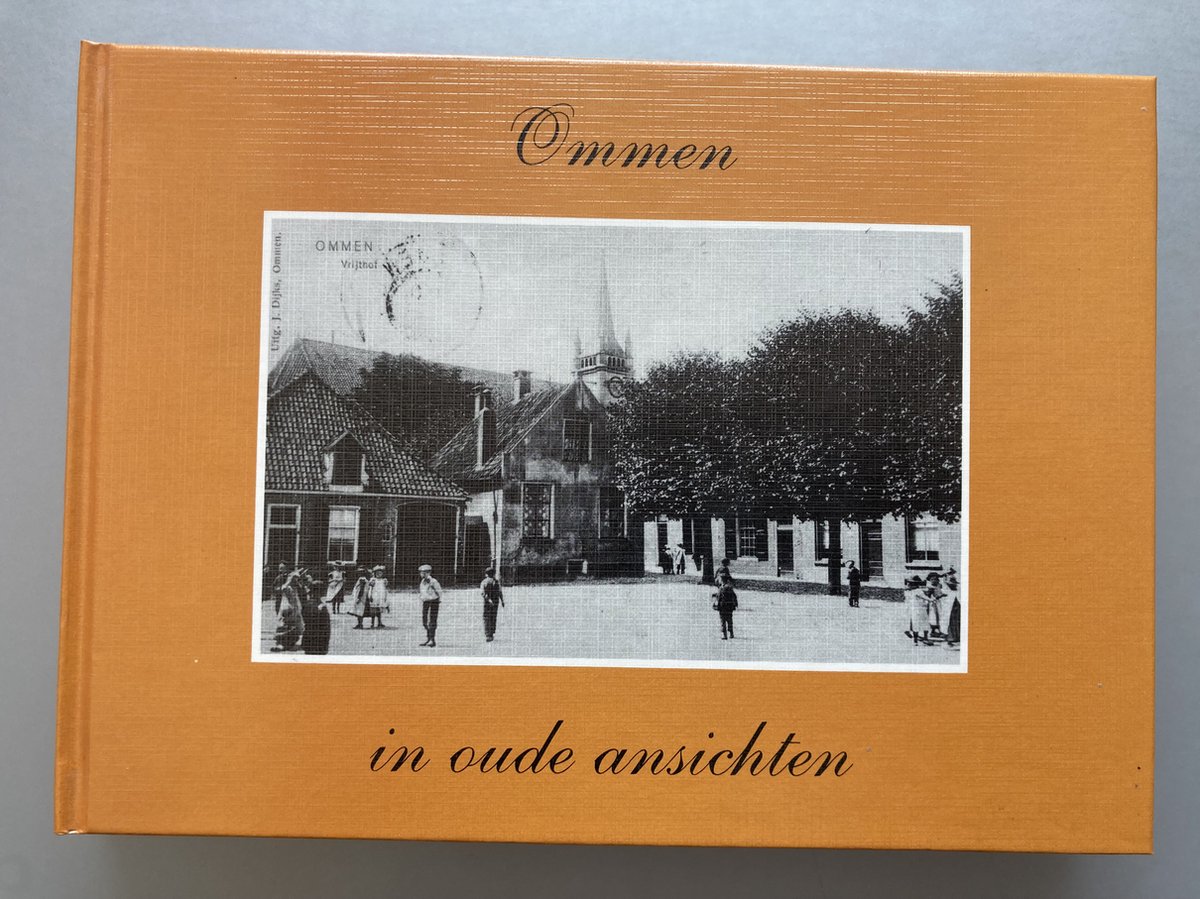 Ommen
OMMEN
Vrijthof
Uitg. J. Dijks, Ommen.
in oude ansichten